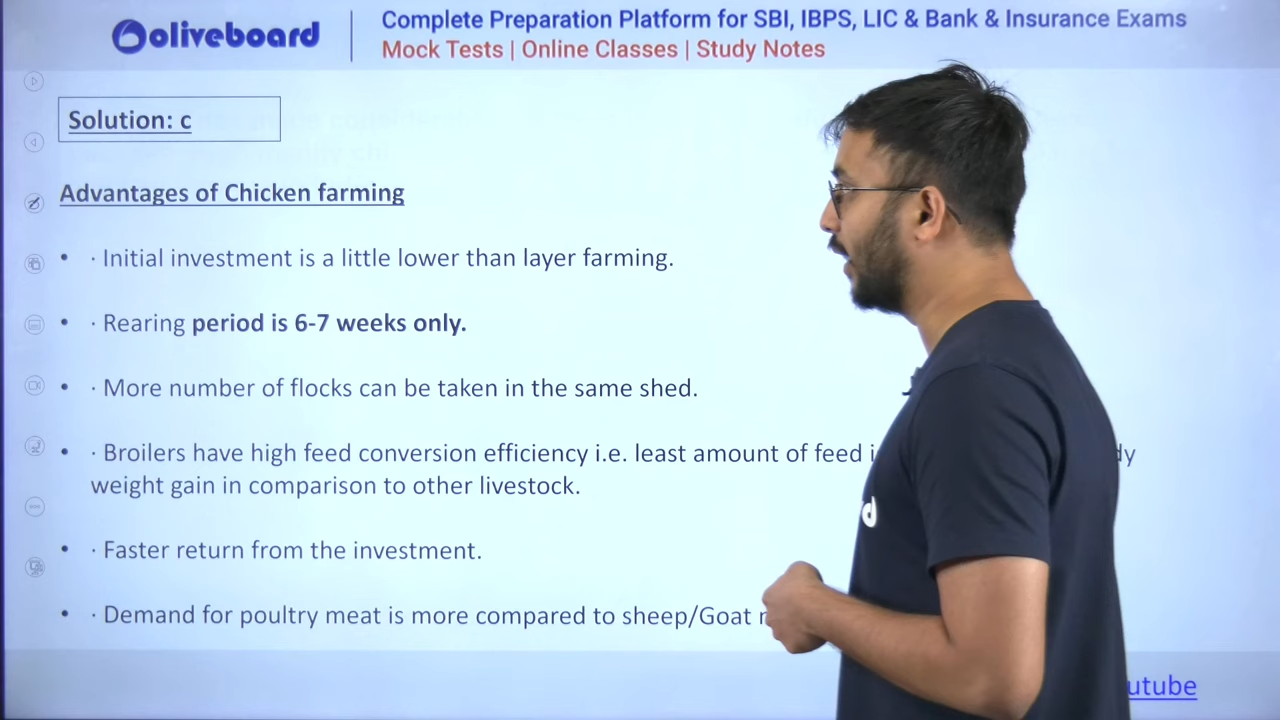 oliveboard
Complete Preparation Platform for SBI, IBPS, LIC & Bank & Insurance Exams
Mock Tests | Online Classes | Study Notes
Solution: c
Advantages of Chicken farming
• · Initial investment is a little lower than layer farming.
• · Rearing period is 6-7 weeks only.
• · More number of flocks can be taken in the same shed.
• · Broilers have high feed conversion efficiency i.e. least amount of feed
weight gain in comparison to other livestock.
• · Faster return from the investment.
• · Demand for poultry meat is more compared to sheep/Goat
utube